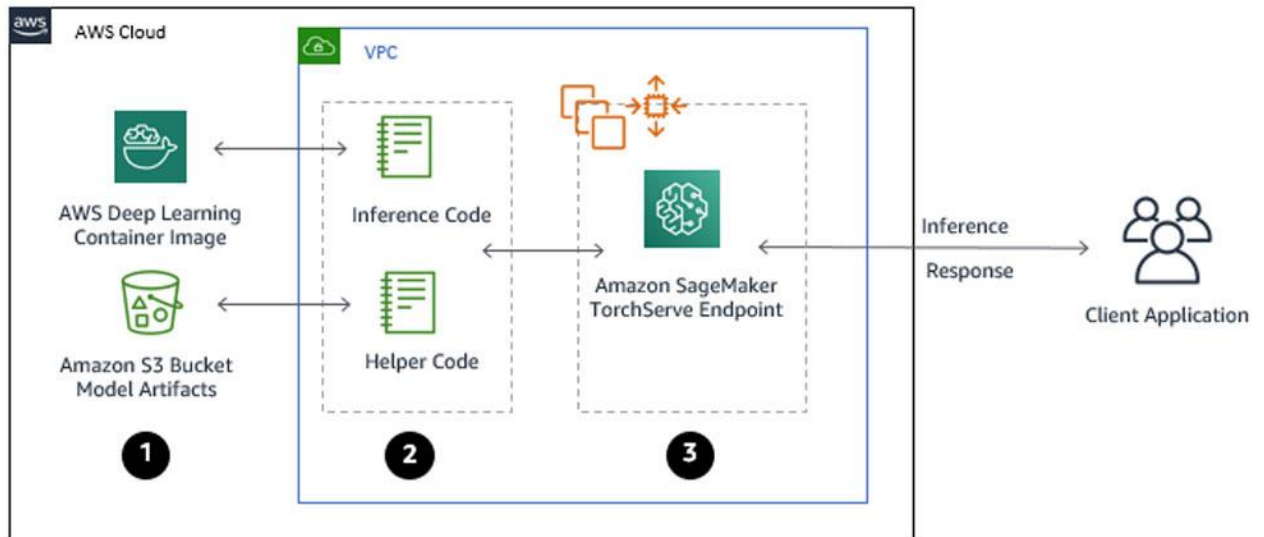 aws
AWS Cloud
VPC
AWS Deep Learning
Container Image
Inference Code
Amazon SageMaker
TorchServe Endpoint
Inference
Response
Client Application
Amazon S3 Bucket
Model Artifacts
Helper Code
1
2
3